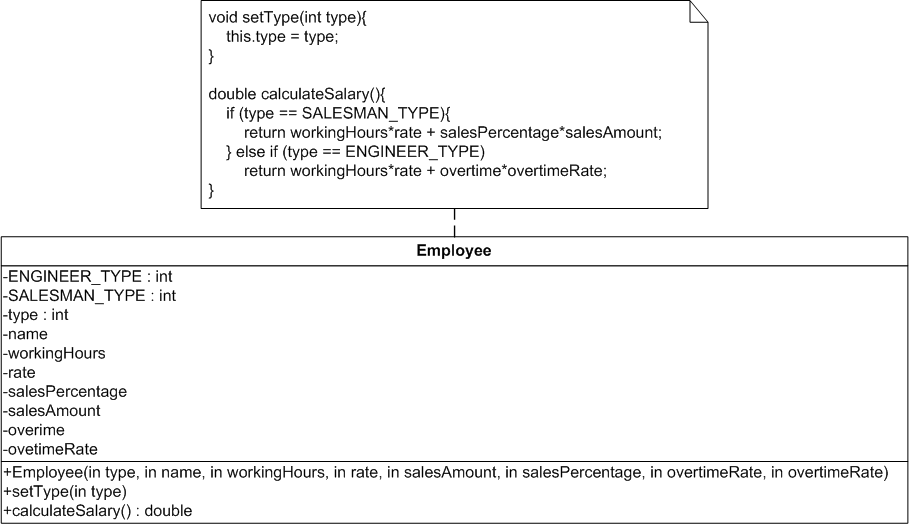 void setType(int type){
this.type = type;
}
double calculateSalary(){
if (type == SALESMAN_TYPE){
return workingHours*rate + salesPercentage*salesAmount;
} else if (type == ENGINEER_TYPE)
return workingHours*rate + overtime*overtimeRate;
}
Employee
-ENGINEER_TYPE : int
-SALESMAN_TYPE : int
-type : int
-name
-workingHours
-rate
-salesPercentage
-salesAmount
-overime
-ovetimeRate
+Employee(in type, in name, in workingHours, in rate, in salesAmount, in salesPercentage, in overtimeRate, in overtimeRate)
+setType(in type)
+calculateSalary() : double